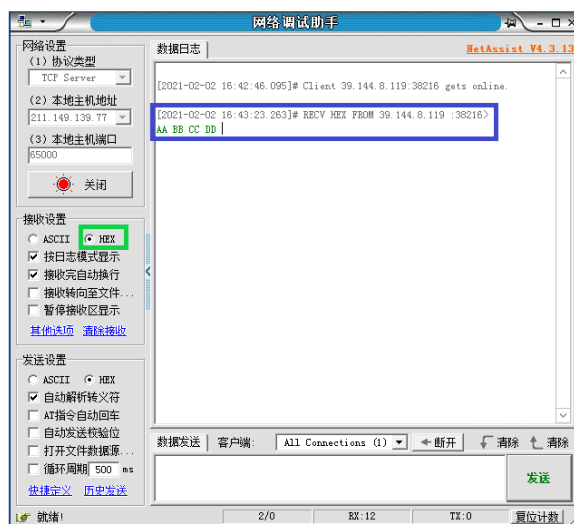 网络调试助手
网络设置
(1) 协议类型
TCP Server
(2) 本地主机地址
211.149.139.77
(3) 本地主机端口
65000
关闭
接收设置
ASCII HEX
按日志模式显示
接收完自动换行
接收转向至文件...
暂停接收区显示
其他选项 清除接收
发送设置
ASCII HEX
自动解析转义符
AT指令自动回车
自动发送校验位
打开文件数据源...
循环周期 500 ms
快捷定义 历史发送
数据日志 NetAssist V4.3.13
[2021-02-02 16:42:46.095]# Client 39.144.8.119:38216 gets online.
[2021-02-02 16:43:23.263]# RECV HEX FROM 39.144.8.119 :38216>
AA BB CC DD
数据发送 客户端: All Connections (1) 断开 清除 清除
发送
就绪! 2/0 RX:12 TX:0 复位计数